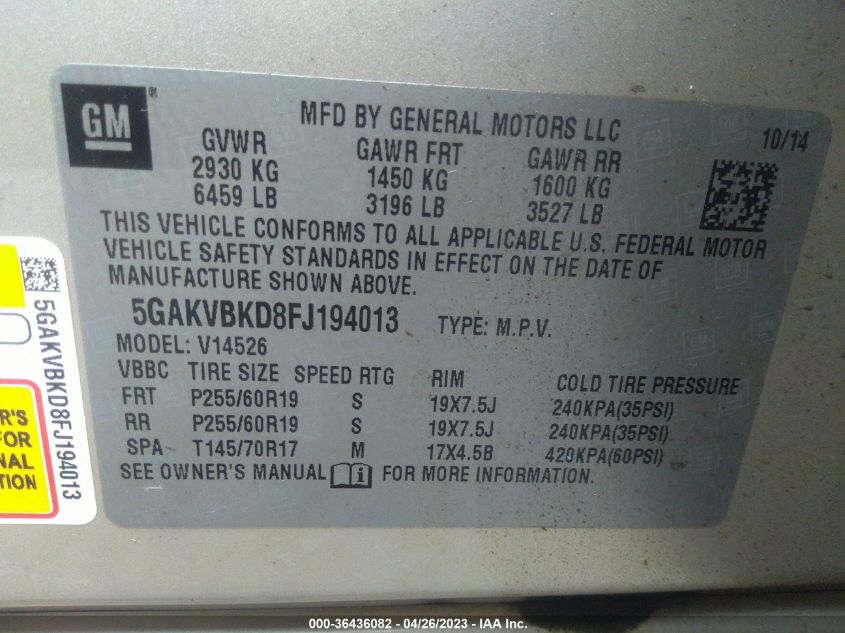 GM
MFD BY GENERAL MOTORS LLC
10/14
GVWR GAWR FRT GAWR RR
2930 KG 1450 KG 1600 KG
6459 LB 3196 LB 3527 LB
THIS VEHICLE CONFORMS TO ALL APPLICABLE U.S. FEDERAL MOTOR
VEHICLE SAFETY STANDARDS IN EFFECT ON THE DATE OF
MANUFACTURE SHOWN ABOVE.
5GAKVBKD8FJ194013 TYPE: M.P.V.
MODEL: V14526
VBBC TIRE SIZE SPEED RTG RIM COLD TIRE PRESSURE
FRT P255/60R19 S 19X7.5J 240KPA(35PSI)
RR P255/60R19 S 19X7.5J 240KPA(35PSI)
SPA T145/70R17 M 17X4.5B 420KPA(60PSI)
SEE OWNER'S MANUAL FOR MORE INFORMATION.
5GAKVBKD8FJ194013
R'S
FOR
NAL
TION
000-36436082 - 04/26/2023 - IAA Inc.